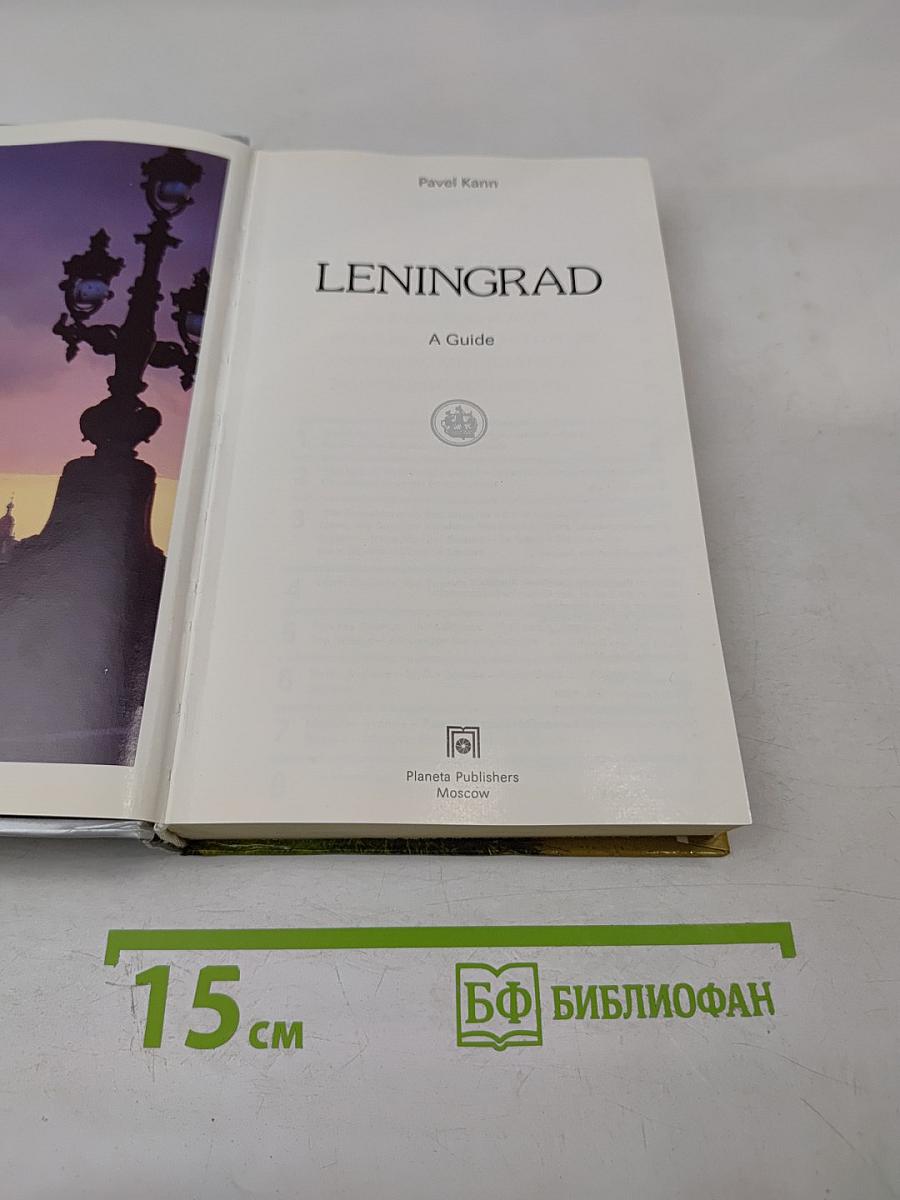 Pavel Kann
LENINGRAD
A Guide
Planeta Publishers
Moscow
15 см
БФ БИБЛИОФАН